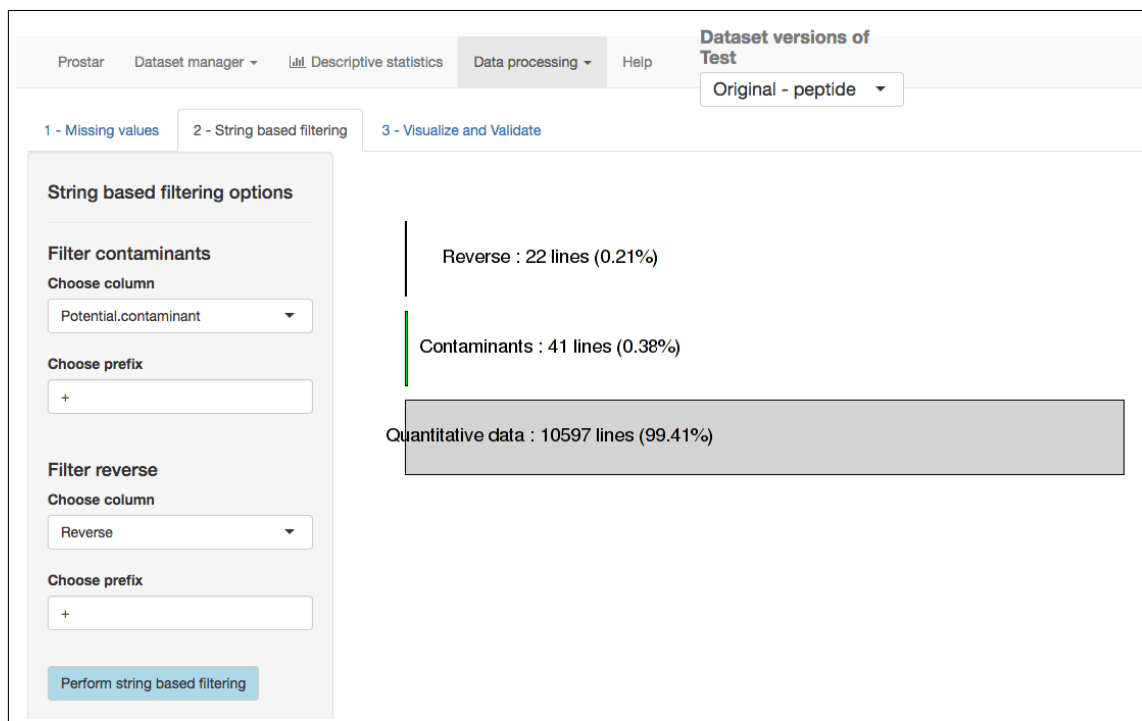 Dataset versions of
Test
Prostar Dataset manager Descriptive statistics Data processing Help
Original - peptide
1 - Missing values 2 - String based filtering 3 - Visualize and Validate
String based filtering options
Filter contaminants
Choose column
Potential.contaminant
Choose prefix
+
Filter reverse
Choose column
Reverse
Choose prefix
+
Perform string based filtering
Reverse : 22 lines (0.21%)
Contaminants : 41 lines (0.38%)
Quantitative data : 10597 lines (99.41%)